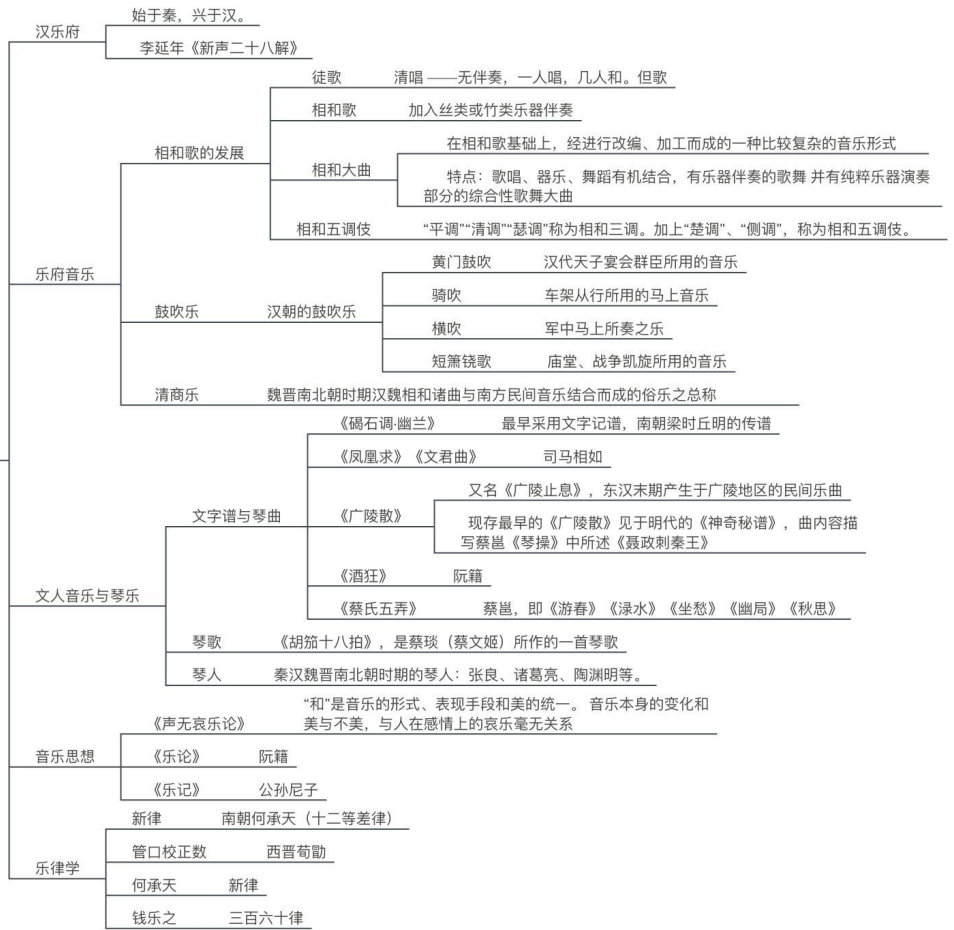 汉乐府
始于秦，兴于汉。
李延年《新声二十八解》
乐府音乐
相和歌的发展
徒歌 清唱 ——无伴奏，一人唱，几人和。但歌
相和歌 加入丝类或竹类乐器伴奏
相和大曲
在相和歌基础上，经进行改编、加工而成的一种比较复杂的音乐形式
特点：歌唱、器乐、舞蹈有机结合，有乐器伴奏的歌舞 并有纯粹乐器演奏
部分的综合性歌舞大曲
相和五调伎 “平调”“清调”“瑟调”称为相和三调。加上“楚调”、“侧调”，称为相和五调伎。
鼓吹乐 汉朝的鼓吹乐
黄门鼓吹 汉代天子宴会群臣所用的音乐
骑吹 车架从行所用的马上音乐
横吹 军中马上所奏之乐
短箫铙歌 庙堂、战争凯旋所用的音乐
清商乐 魏晋南北朝时期汉魏相和诸曲与南方民间音乐结合而成的俗乐之总称
文人音乐与琴乐
文字谱与琴曲
《碣石调·幽兰》 最早采用文字记谱，南朝梁时丘明的传谱
《凤凰求》《文君曲》 司马相如
《广陵散》
又名《广陵止息》，东汉末期产生于广陵地区的民间乐曲
现存最早的《广陵散》见于明代的《神奇秘谱》，曲内容描
写蔡邕《琴操》中所述《聂政刺秦王》
《酒狂》 阮籍
《蔡氏五弄》 蔡邕，即《游春》《渌水》《坐愁》《幽局》《秋思》
琴歌 《胡笳十八拍》，是蔡琰（蔡文姬）所作的一首琴歌
琴人 秦汉魏晋南北朝时期的琴人：张良、诸葛亮、陶渊明等。
音乐思想
《声无哀乐论》
“和”是音乐的形式、表现手段和美的统一。 音乐本身的变化和
美与不美，与人在感情上的哀乐毫无关系
《乐论》 阮籍
《乐记》 公孙尼子
乐律学
新律 南朝何承天（十二等差律）
管口校正数 西晋荀勖
何承天 新律
钱乐之 三百六十律